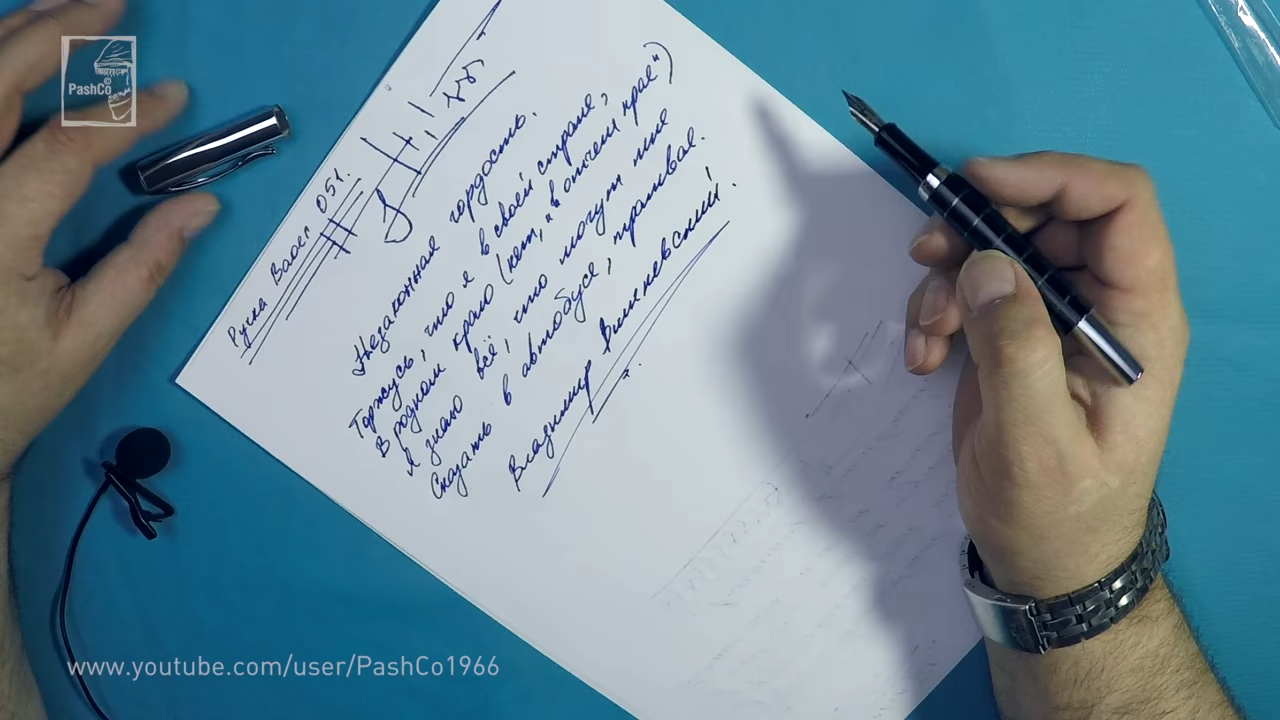 PashCo©
Ручка Baoer 051.
Незаконная гордость.
Горжусь, что я в своей стране,
В родном краю (нет, "в отчем крае")
Я знаю всё, что могут мне
Сказать в автобусе, трамвае.
Владимир Вишневский.
www.youtube.com/user/PashCo1966